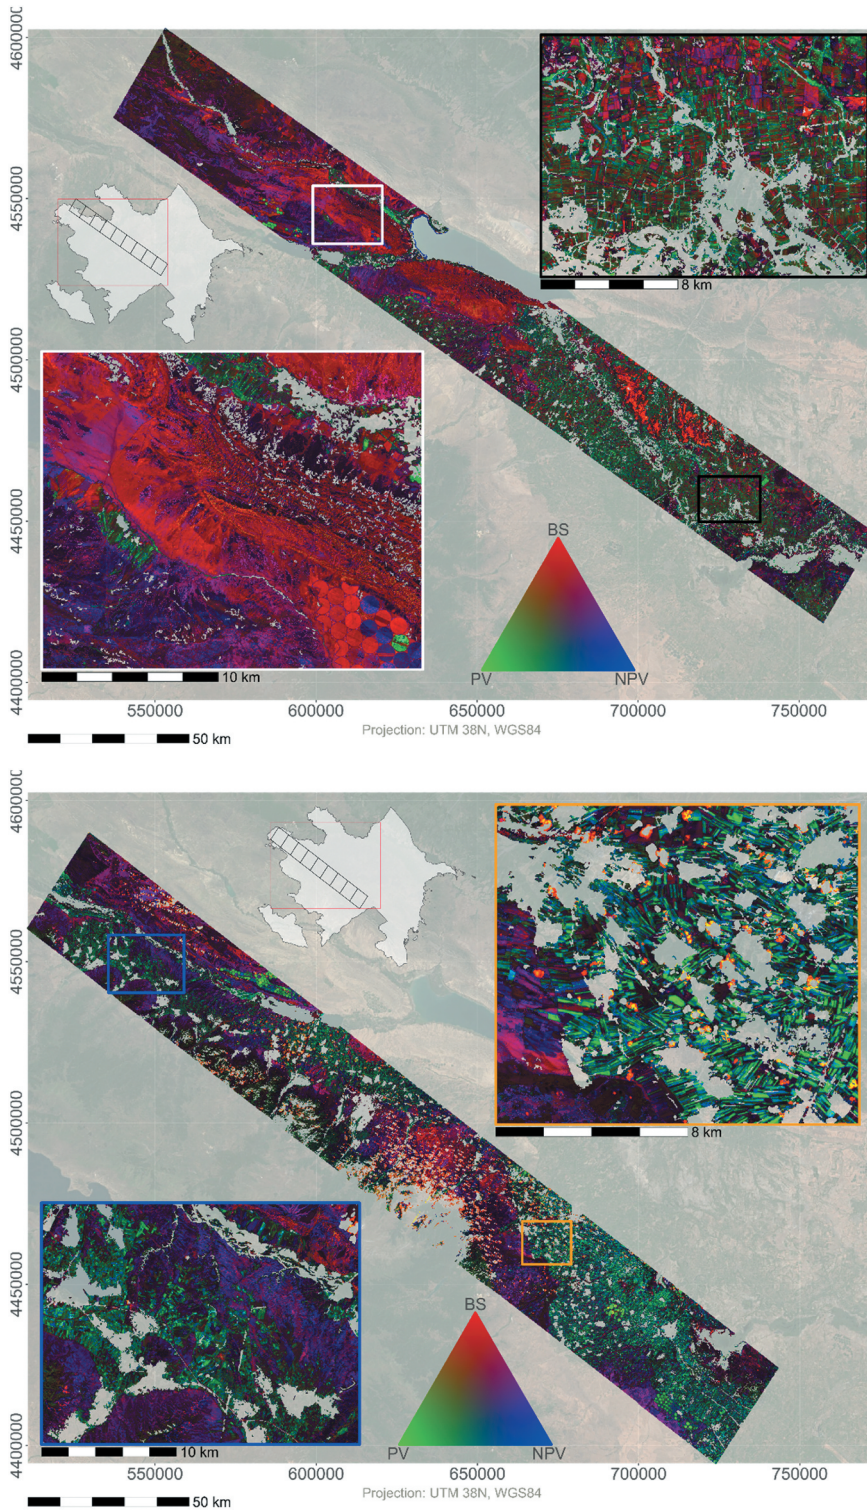 4600000
8 km
4550000
4500000
4450000
BS
10 km
PV
NPV
4400000
550000
600000
650000
700000
750000
Projection: UTM 38N, WGS84
50 km
4600000
4550000
8 km
4500000
4450000
BS
PV
NPV
10 km
4400000
550000
600000
650000
700000
750000
Projection: UTM 38N, WGS84
50 km